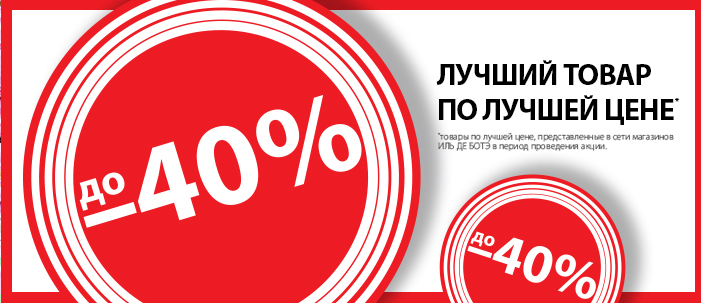 до
–40%
ЛУЧШИЙ ТОВАР
ПО ЛУЧШЕЙ ЦЕНЕ*
*товары по лучшей цене, представленные в сети магазинов
ИЛЬ ДЕ БОТЭ в период проведения акции.
до
–40%